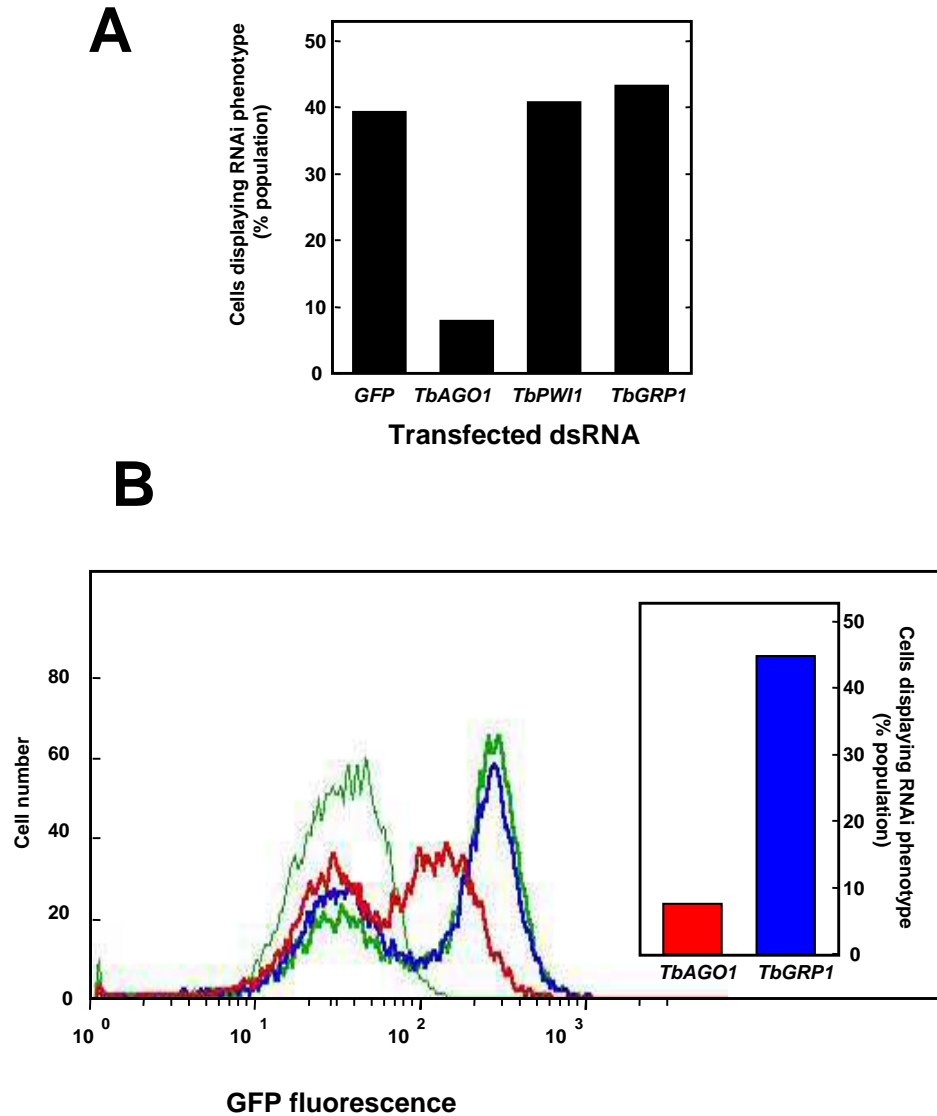 A
Cells displaying RNAi phenotype
(% population)
50
40
30
20
10
0
GFP TbAGO1 TbPWI1 TbGRP1
Transfected dsRNA
B
Cell number
80
60
40
20
0
10 0 10 1 10 2 10 3
GFP fluorescence
50
40
30
20
10
0
Cells displaying RNAi phenotype
(% population)
TbAGO1 TbGRP1